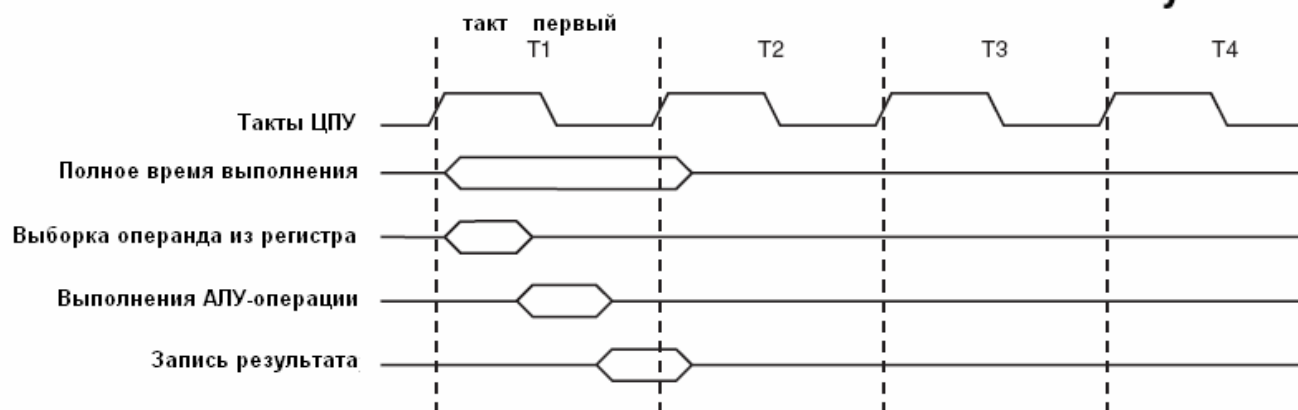 такт первый
T1 T2 T3 T4
Такты ЦПУ
Полное время выполнения
Выборка операнда из регистра
Выполнения АЛУ-операции
Запись результата